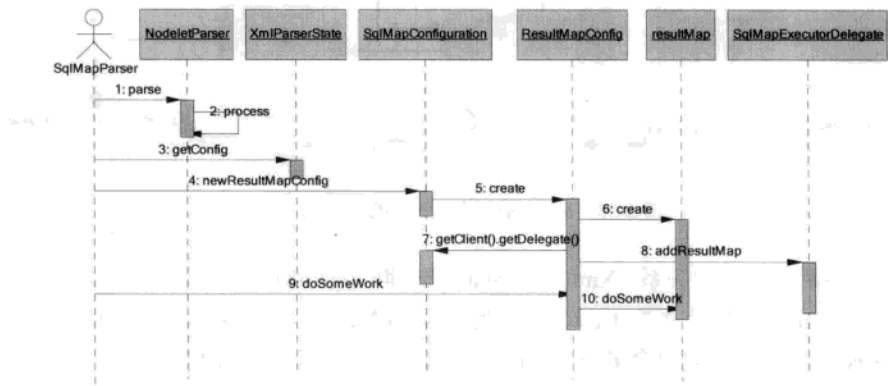 NodeletParser
XmlParserState
SqlMapConfiguration
ResultMapConfig
resultMap
SqlMapExecutorDelegate
SqlMapParser
1: parse
2: process
3: getConfig
4: newResultMapConfig
5: create
6: create
7: getClient().getDelegate()
8: addResultMap
9: doSomeWork
10: doSomeWork